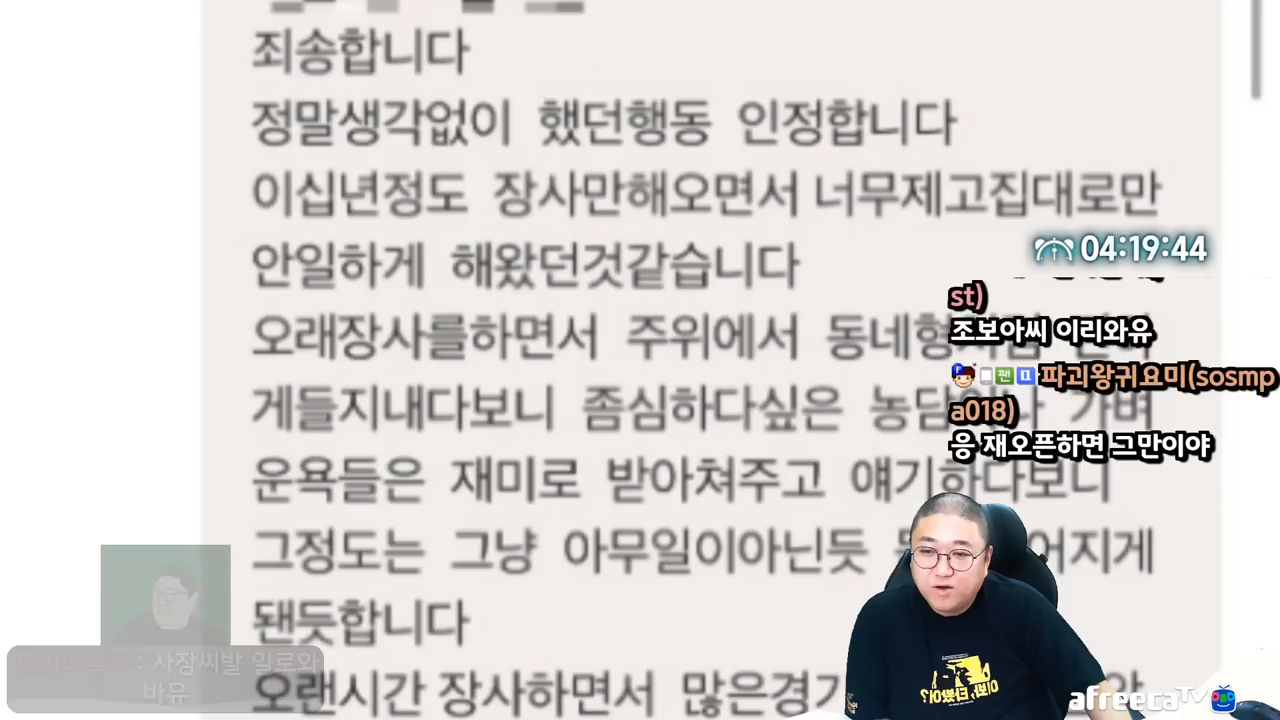 죄송합니다
정말생각없이 했던행동 인정합니다
이십년정도 장사만해오면서 너무제고집대로만
안일하게 해왔던것같습니다
오래장사를하면서 주위에서 동네형
게들지내다보니 좀심하다싶은 농담 가벼
운욕들은 재미로 받아쳐주고 얘기하다보니
그정도는 그냥 아무일이아닌듯 어지게
됀듯합니다
오랜시간 장사하면서 많은경
04:19:44
st)
조보아씨 이리와유
F 팬 파괴왕귀요미(sosmp
a018)
응 재오픈하면 그만이야
: 사장씨발 일로와
바유
afreecaTV